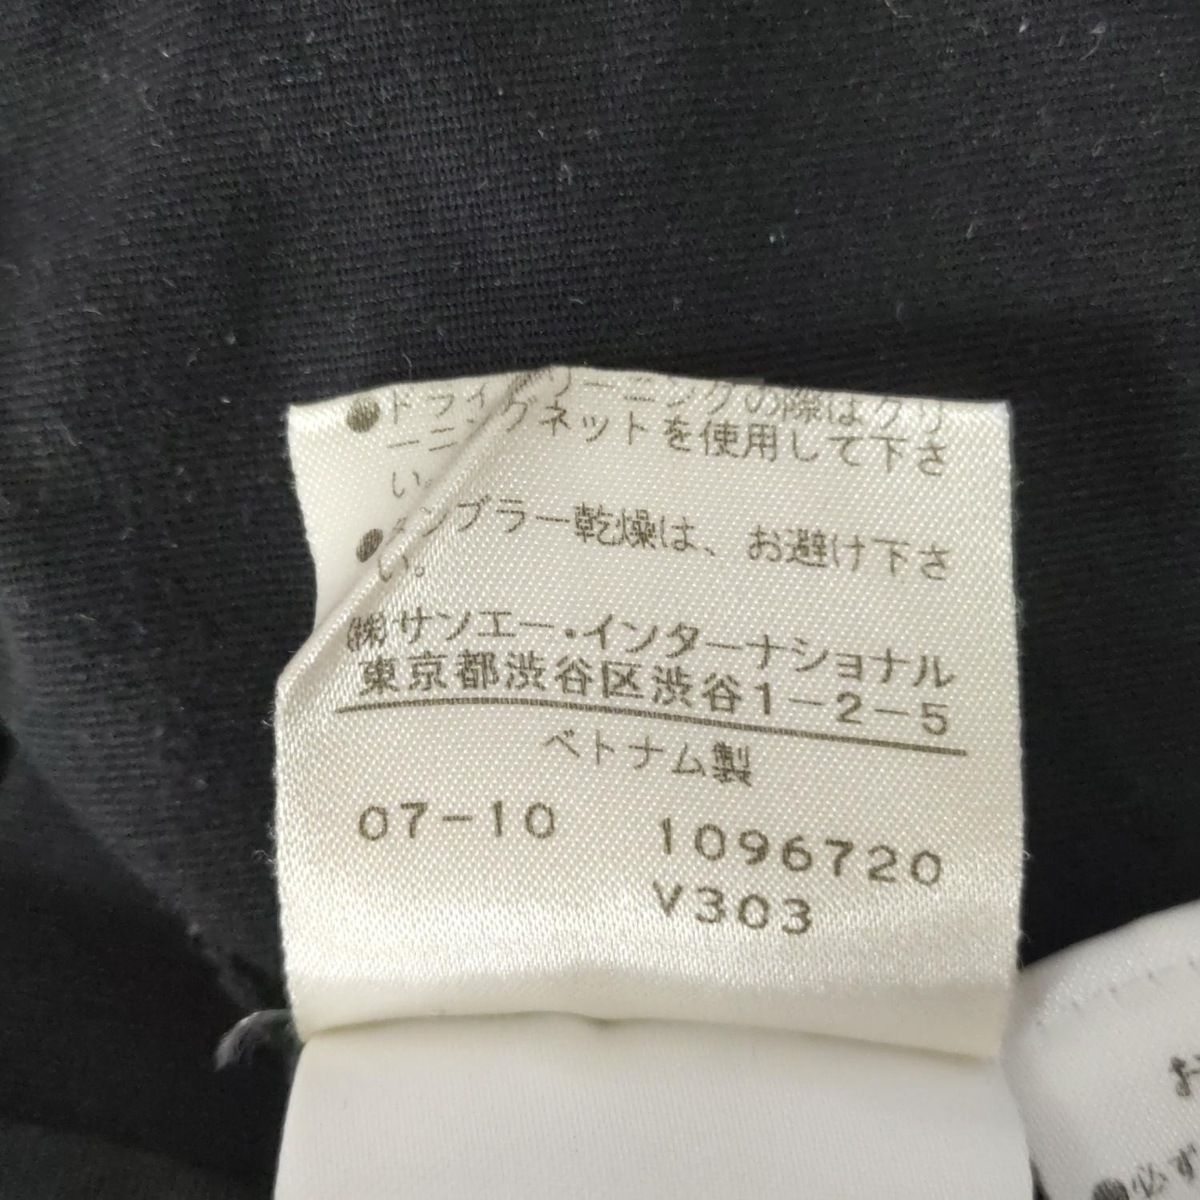 ●ドライクリーニングの際はクリ
ーニングネットを使用して下さ
い。
●タンブラー乾燥は、お避け下さ
い。
㈱サンエー・インターナショナル
東京都渋谷区渋谷1-2-5
ベトナム製
07-10 1096720
V303
●必ず